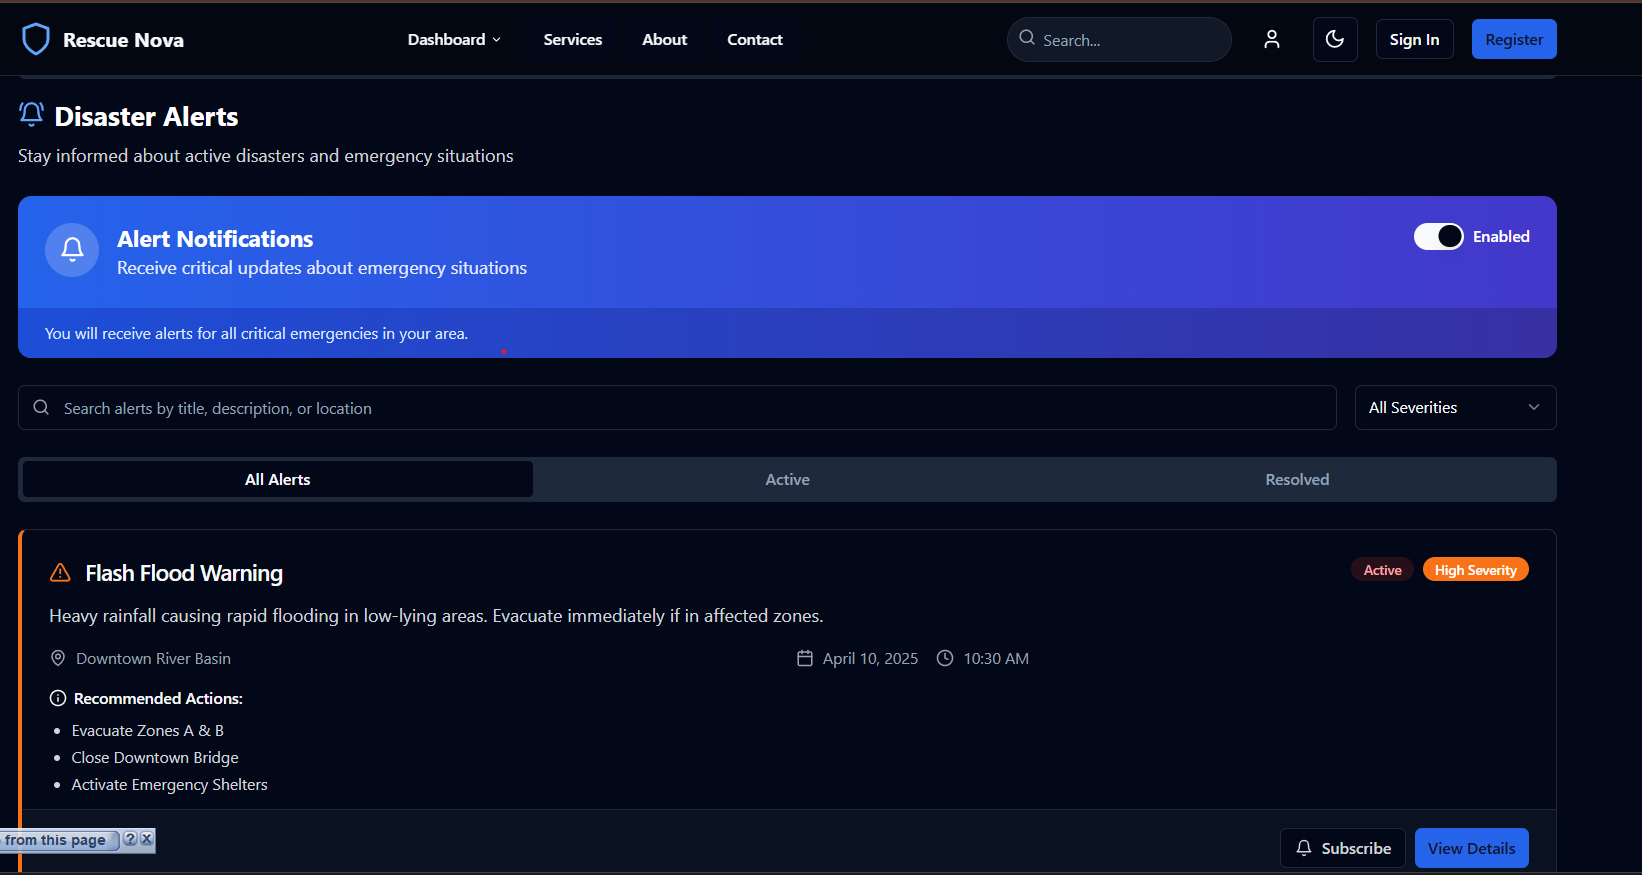 Rescue Nova
Dashboard
Services
About
Contact
Search...
Sign In
Register
Disaster Alerts
Stay informed about active disasters and emergency situations
Alert Notifications
Receive critical updates about emergency situations
Enabled
You will receive alerts for all critical emergencies in your area.
Search alerts by title, description, or location
All Severities
All Alerts
Active
Resolved
Flash Flood Warning
Active
High Severity
Heavy rainfall causing rapid flooding in low-lying areas. Evacuate immediately if in affected zones.
Downtown River Basin
April 10, 2025
10:30 AM
Recommended Actions:
• Evacuate Zones A & B
• Close Downtown Bridge
• Activate Emergency Shelters
from this page
?
X
Subscribe
View Details